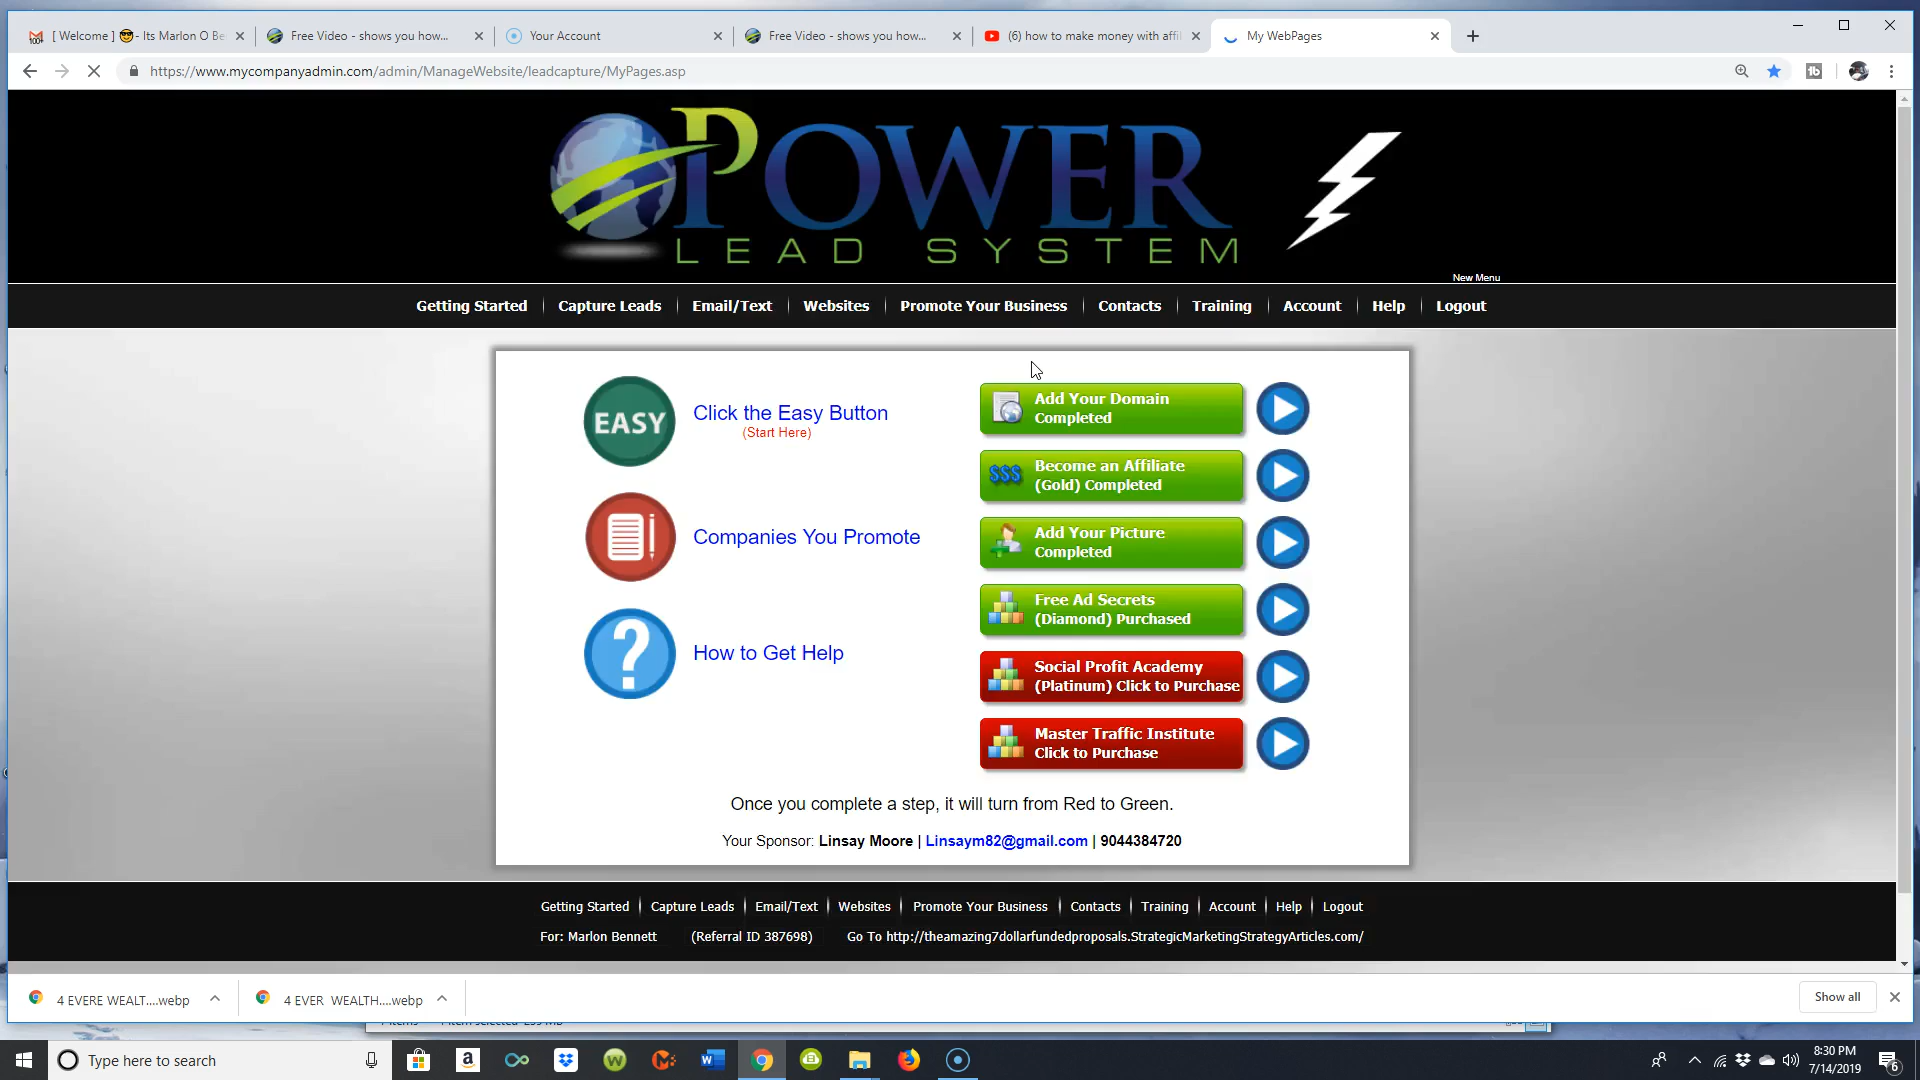 [ Welcome ] 😎 - Its Marlon O Be
Free Video - shows you how...
Your Account
Free Video - shows you how...
(6) how to make money with affil
My WebPages
https://www.mycompanyadmin.com/admin/ManageWebsite/leadcapture/MyPages.asp
POWER
LEAD SYSTEM
New Menu
Getting Started
Capture Leads
Email/Text
Websites
Promote Your Business
Contacts
Training
Account
Help
Logout
EASY
Click the Easy Button
(Start Here)
Companies You Promote
How to Get Help
Add Your Domain
Completed
$$$
Become an Affiliate
(Gold) Completed
Add Your Picture
Completed
Free Ad Secrets
(Diamond) Purchased
Social Profit Academy
(Platinum) Click to Purchase
Master Traffic Institute
Click to Purchase
Once you complete a step, it will turn from Red to Green.
Your Sponsor: Linsay Moore | Linsaym82@gmail.com | 9044384720
Getting Started
Capture Leads
Email/Text
Websites
Promote Your Business
Contacts
Training
Account
Help
Logout
For: Marlon Bennett
(Referral ID 387698)
Go To http://theamazing7dollarfundedproposals.StrategicMarketingStrategyArticles.com/
4 EVERE WEALT....webp
4 EVER WEALTH....webp
Show all
Type here to search
8:30 PM
7/14/2019
6